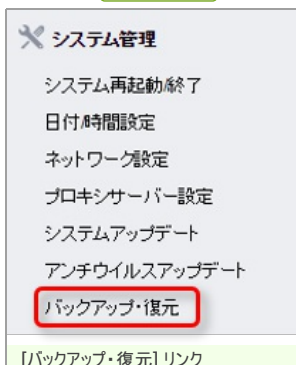 システム管理
システム再起動/終了
日付/時間設定
ネットワーク設定
プロキシサーバー設定
システムアップデート
アンチウイルスアップデート
バックアップ・復元
[バックアップ・復元] リンク